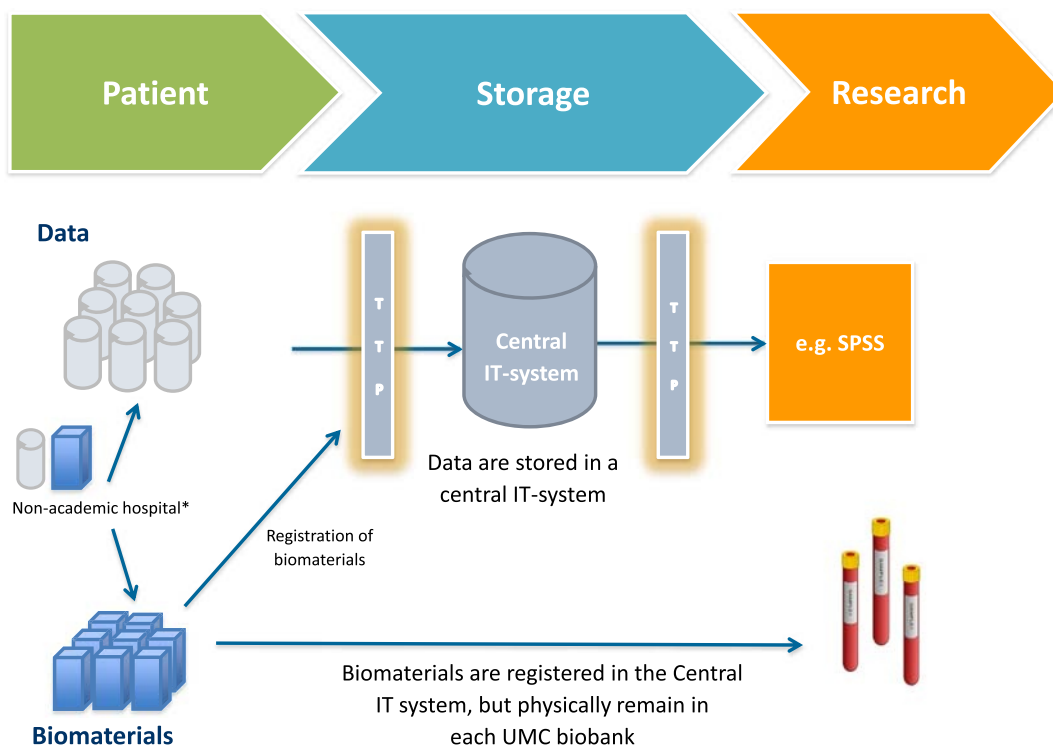 Patient
Storage
Research
Data
T
T
P
Central
IT-system
T
T
P
e.g. SPSS
Data are stored in a
central IT-system
Non-academic hospital*
Registration of
biomaterials
Biomaterials
Biomaterials are registered in the Central
IT system, but physically remain in
each UMC biobank